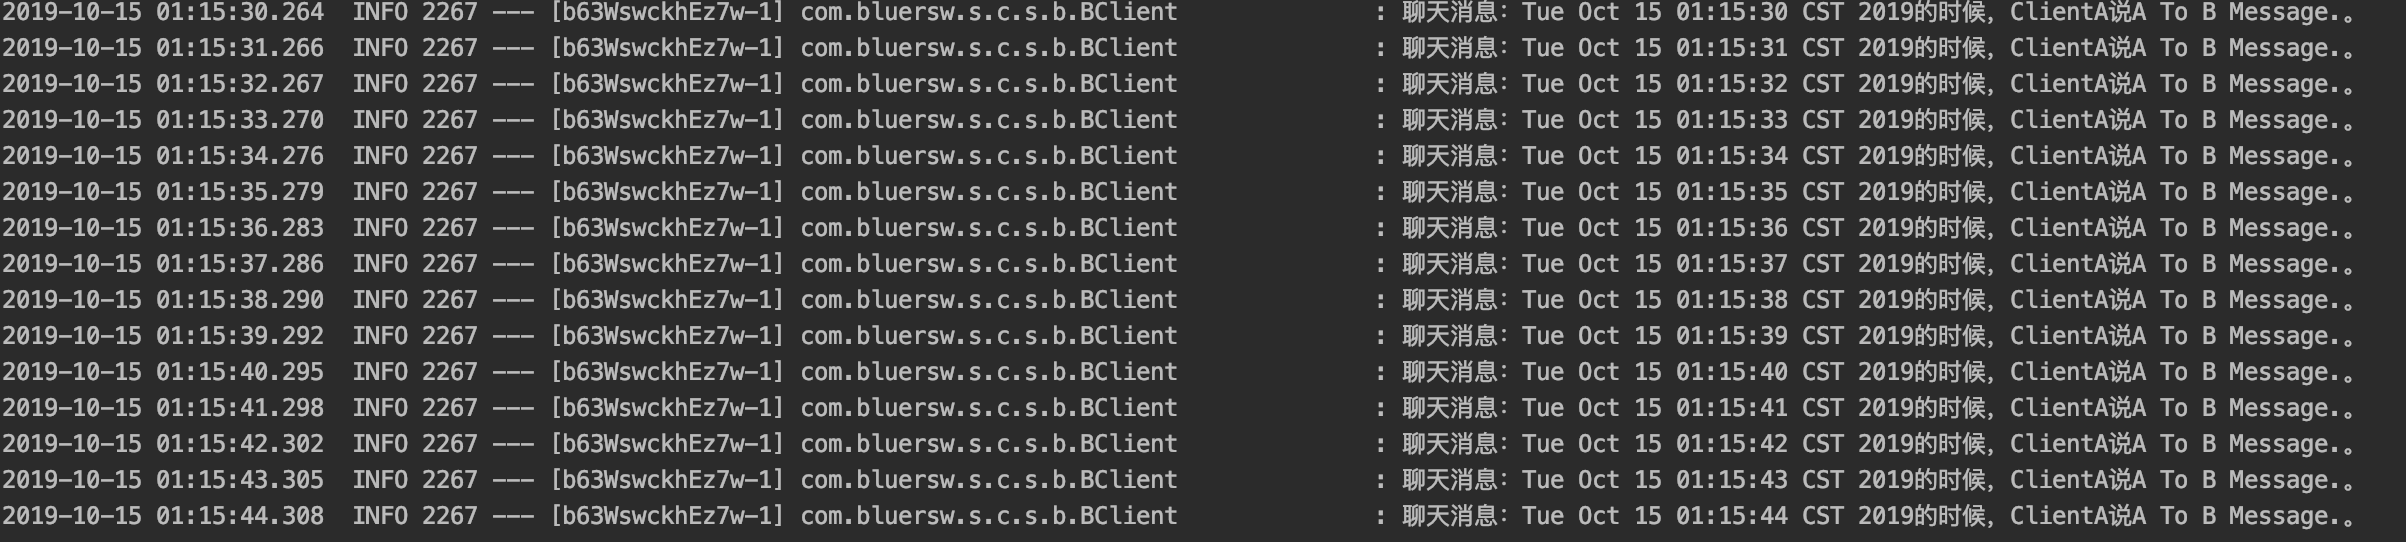 2019-10-15 01:15:30.264  INFO 2267 --- [b63WswckhEz7w-1] com.bluersw.s.c.s.b.BClient              : 聊天消息：Tue Oct 15 01:15:30 CST 2019的时候，ClientA说A To B Message.。
2019-10-15 01:15:31.266  INFO 2267 --- [b63WswckhEz7w-1] com.bluersw.s.c.s.b.BClient              : 聊天消息：Tue Oct 15 01:15:31 CST 2019的时候，ClientA说A To B Message.。
2019-10-15 01:15:32.267  INFO 2267 --- [b63WswckhEz7w-1] com.bluersw.s.c.s.b.BClient              : 聊天消息：Tue Oct 15 01:15:32 CST 2019的时候，ClientA说A To B Message.。
2019-10-15 01:15:33.270  INFO 2267 --- [b63WswckhEz7w-1] com.bluersw.s.c.s.b.BClient              : 聊天消息：Tue Oct 15 01:15:33 CST 2019的时候，ClientA说A To B Message.。
2019-10-15 01:15:34.276  INFO 2267 --- [b63WswckhEz7w-1] com.bluersw.s.c.s.b.BClient              : 聊天消息：Tue Oct 15 01:15:34 CST 2019的时候，ClientA说A To B Message.。
2019-10-15 01:15:35.279  INFO 2267 --- [b63WswckhEz7w-1] com.bluersw.s.c.s.b.BClient              : 聊天消息：Tue Oct 15 01:15:35 CST 2019的时候，ClientA说A To B Message.。
2019-10-15 01:15:36.283  INFO 2267 --- [b63WswckhEz7w-1] com.bluersw.s.c.s.b.BClient              : 聊天消息：Tue Oct 15 01:15:36 CST 2019的时候，ClientA说A To B Message.。
2019-10-15 01:15:37.286  INFO 2267 --- [b63WswckhEz7w-1] com.bluersw.s.c.s.b.BClient              : 聊天消息：Tue Oct 15 01:15:37 CST 2019的时候，ClientA说A To B Message.。
2019-10-15 01:15:38.290  INFO 2267 --- [b63WswckhEz7w-1] com.bluersw.s.c.s.b.BClient              : 聊天消息：Tue Oct 15 01:15:38 CST 2019的时候，ClientA说A To B Message.。
2019-10-15 01:15:39.292  INFO 2267 --- [b63WswckhEz7w-1] com.bluersw.s.c.s.b.BClient              : 聊天消息：Tue Oct 15 01:15:39 CST 2019的时候，ClientA说A To B Message.。
2019-10-15 01:15:40.295  INFO 2267 --- [b63WswckhEz7w-1] com.bluersw.s.c.s.b.BClient              : 聊天消息：Tue Oct 15 01:15:40 CST 2019的时候，ClientA说A To B Message.。
2019-10-15 01:15:41.298  INFO 2267 --- [b63WswckhEz7w-1] com.bluersw.s.c.s.b.BClient              : 聊天消息：Tue Oct 15 01:15:41 CST 2019的时候，ClientA说A To B Message.。
2019-10-15 01:15:42.302  INFO 2267 --- [b63WswckhEz7w-1] com.bluersw.s.c.s.b.BClient              : 聊天消息：Tue Oct 15 01:15:42 CST 2019的时候，ClientA说A To B Message.。
2019-10-15 01:15:43.305  INFO 2267 --- [b63WswckhEz7w-1] com.bluersw.s.c.s.b.BClient              : 聊天消息：Tue Oct 15 01:15:43 CST 2019的时候，ClientA说A To B Message.。
2019-10-15 01:15:44.308  INFO 2267 --- [b63WswckhEz7w-1] com.bluersw.s.c.s.b.BClient              : 聊天消息：Tue Oct 15 01:15:44 CST 2019的时候，ClientA说A To B Message.。